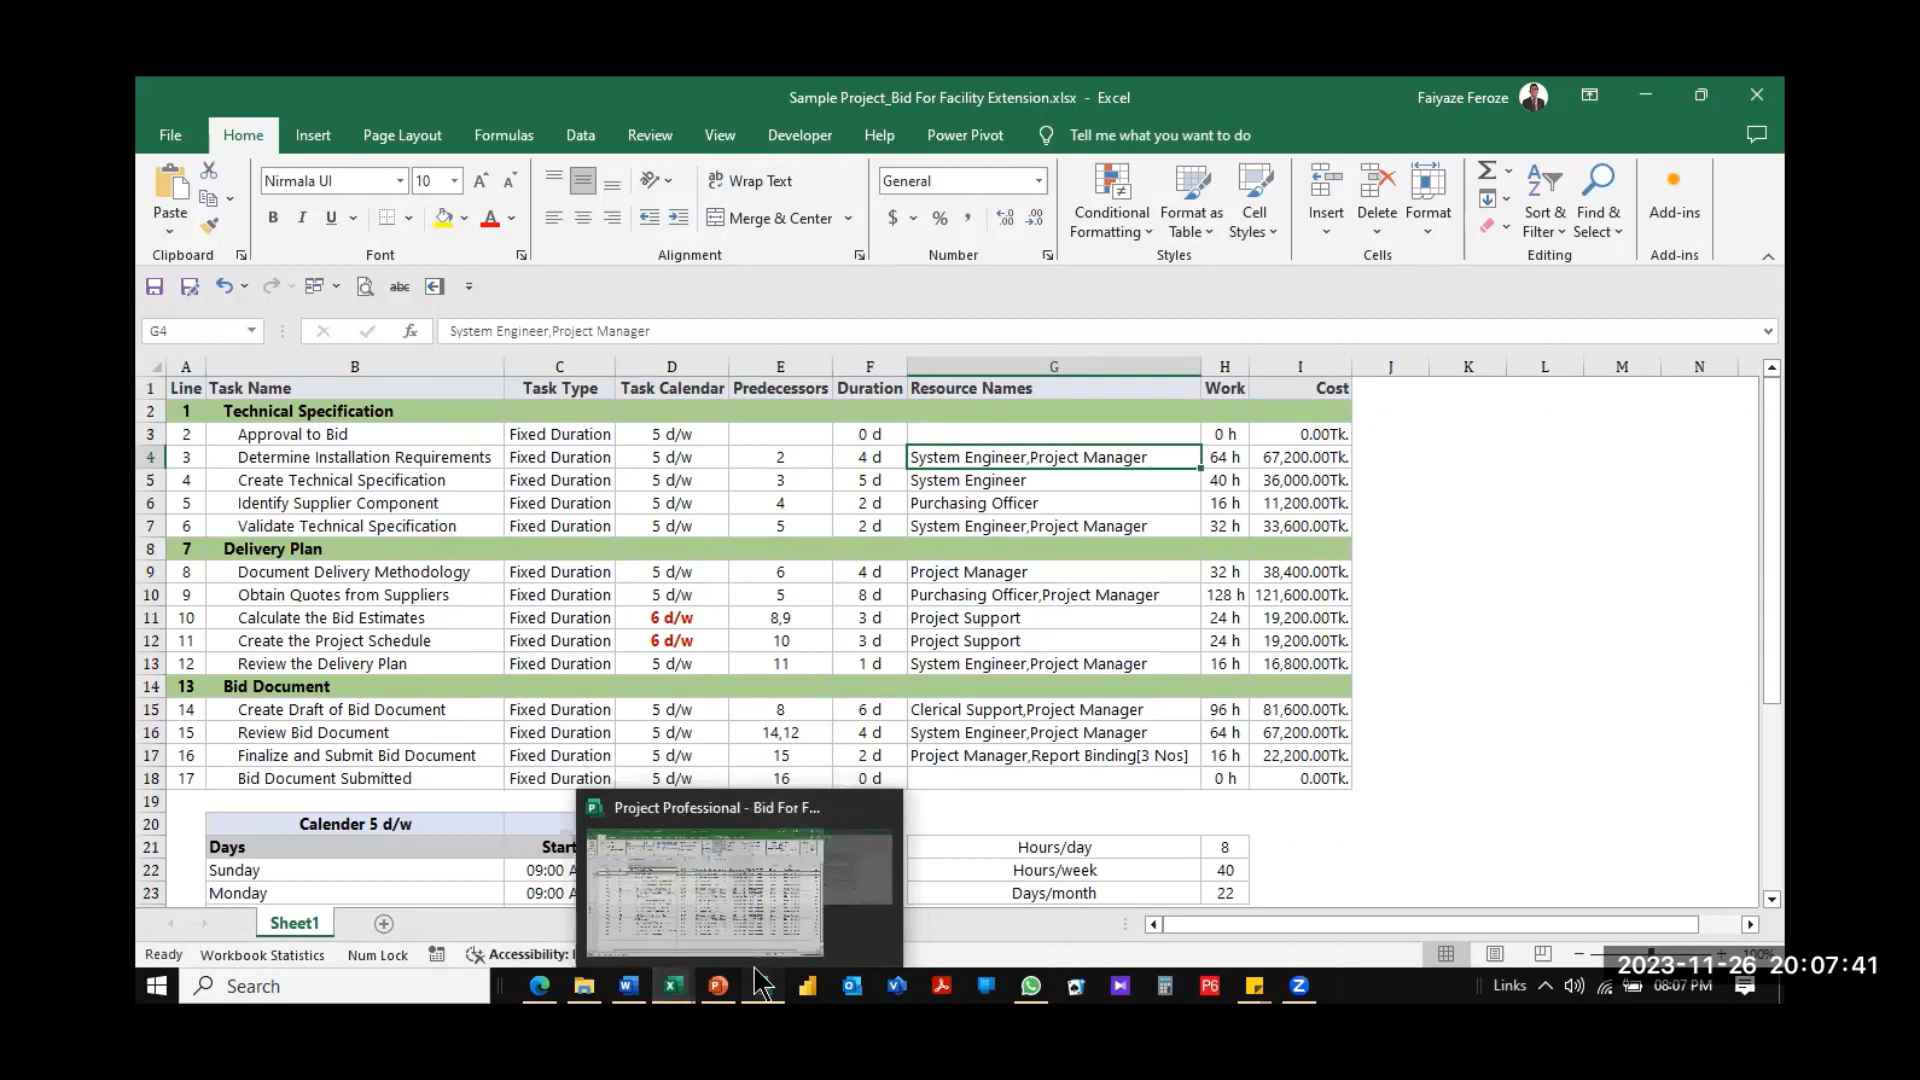 Sample Project_Bid For Facility Extension.xlsx - Excel
Faiyaze Feroze
File Home Insert Page Layout Formulas Data Review View Developer Help Power Pivot Tell me what you want to do
Nirmala UI 10 ab Wrap Text General
Paste B I U A Merge & Center $ % Conditional Formatting Format as Table Cell Styles Insert Delete Format Sort & Filter Find & Select Add-ins
Clipboard Font Alignment Number Styles Cells Editing Add-ins
abc
G4 fx System Engineer,Project Manager
A B C D E F G H I J K L M N
1 Line Task Name Task Type Task Calendar Predecessors Duration Resource Names Work Cost
2 1 Technical Specification
3 2 Approval to Bid Fixed Duration 5 d/w 0 d 0 h 0.00Tk.
4 3 Determine Installation Requirements Fixed Duration 5 d/w 2 4 d System Engineer,Project Manager 64 h 67,200.00Tk.
5 4 Create Technical Specification Fixed Duration 5 d/w 3 5 d System Engineer 40 h 36,000.00Tk.
6 5 Identify Supplier Component Fixed Duration 5 d/w 4 2 d Purchasing Officer 16 h 11,200.00Tk.
7 6 Validate Technical Specification Fixed Duration 5 d/w 5 2 d System Engineer,Project Manager 32 h 33,600.00Tk.
8 7 Delivery Plan
9 8 Document Delivery Methodology Fixed Duration 5 d/w 6 4 d Project Manager 32 h 38,400.00Tk.
10 9 Obtain Quotes from Suppliers Fixed Duration 5 d/w 5 8 d Purchasing Officer,Project Manager 128 h 121,600.00Tk.
11 10 Calculate the Bid Estimates Fixed Duration 6 d/w 8,9 3 d Project Support 24 h 19,200.00Tk.
12 11 Create the Project Schedule Fixed Duration 6 d/w 10 3 d Project Support 24 h 19,200.00Tk.
13 12 Review the Delivery Plan Fixed Duration 5 d/w 11 1 d System Engineer,Project Manager 16 h 16,800.00Tk.
14 13 Bid Document
15 14 Create Draft of Bid Document Fixed Duration 5 d/w 8 6 d Clerical Support,Project Manager 96 h 81,600.00Tk.
16 15 Review Bid Document Fixed Duration 5 d/w 14,12 4 d System Engineer,Project Manager 64 h 67,200.00Tk.
17 16 Finalize and Submit Bid Document Fixed Duration 5 d/w 15 2 d Project Manager,Report Binding[3 Nos] 16 h 22,200.00Tk.
18 17 Bid Document Submitted Fixed Duration 5 d/w 16 0 d 0 h 0.00Tk.
19
Project Professional - Bid For F...
20 Calender 5 d/w
21 Days Start Hours/day 8
22 Sunday 09:00 A Hours/week 40
23 Monday 09:00 A Days/month 22
Sheet1
Ready Workbook Statistics Num Lock Accessibility: 100%
2023-11-26 20:07:41
Search P6 Links 08:07 PM